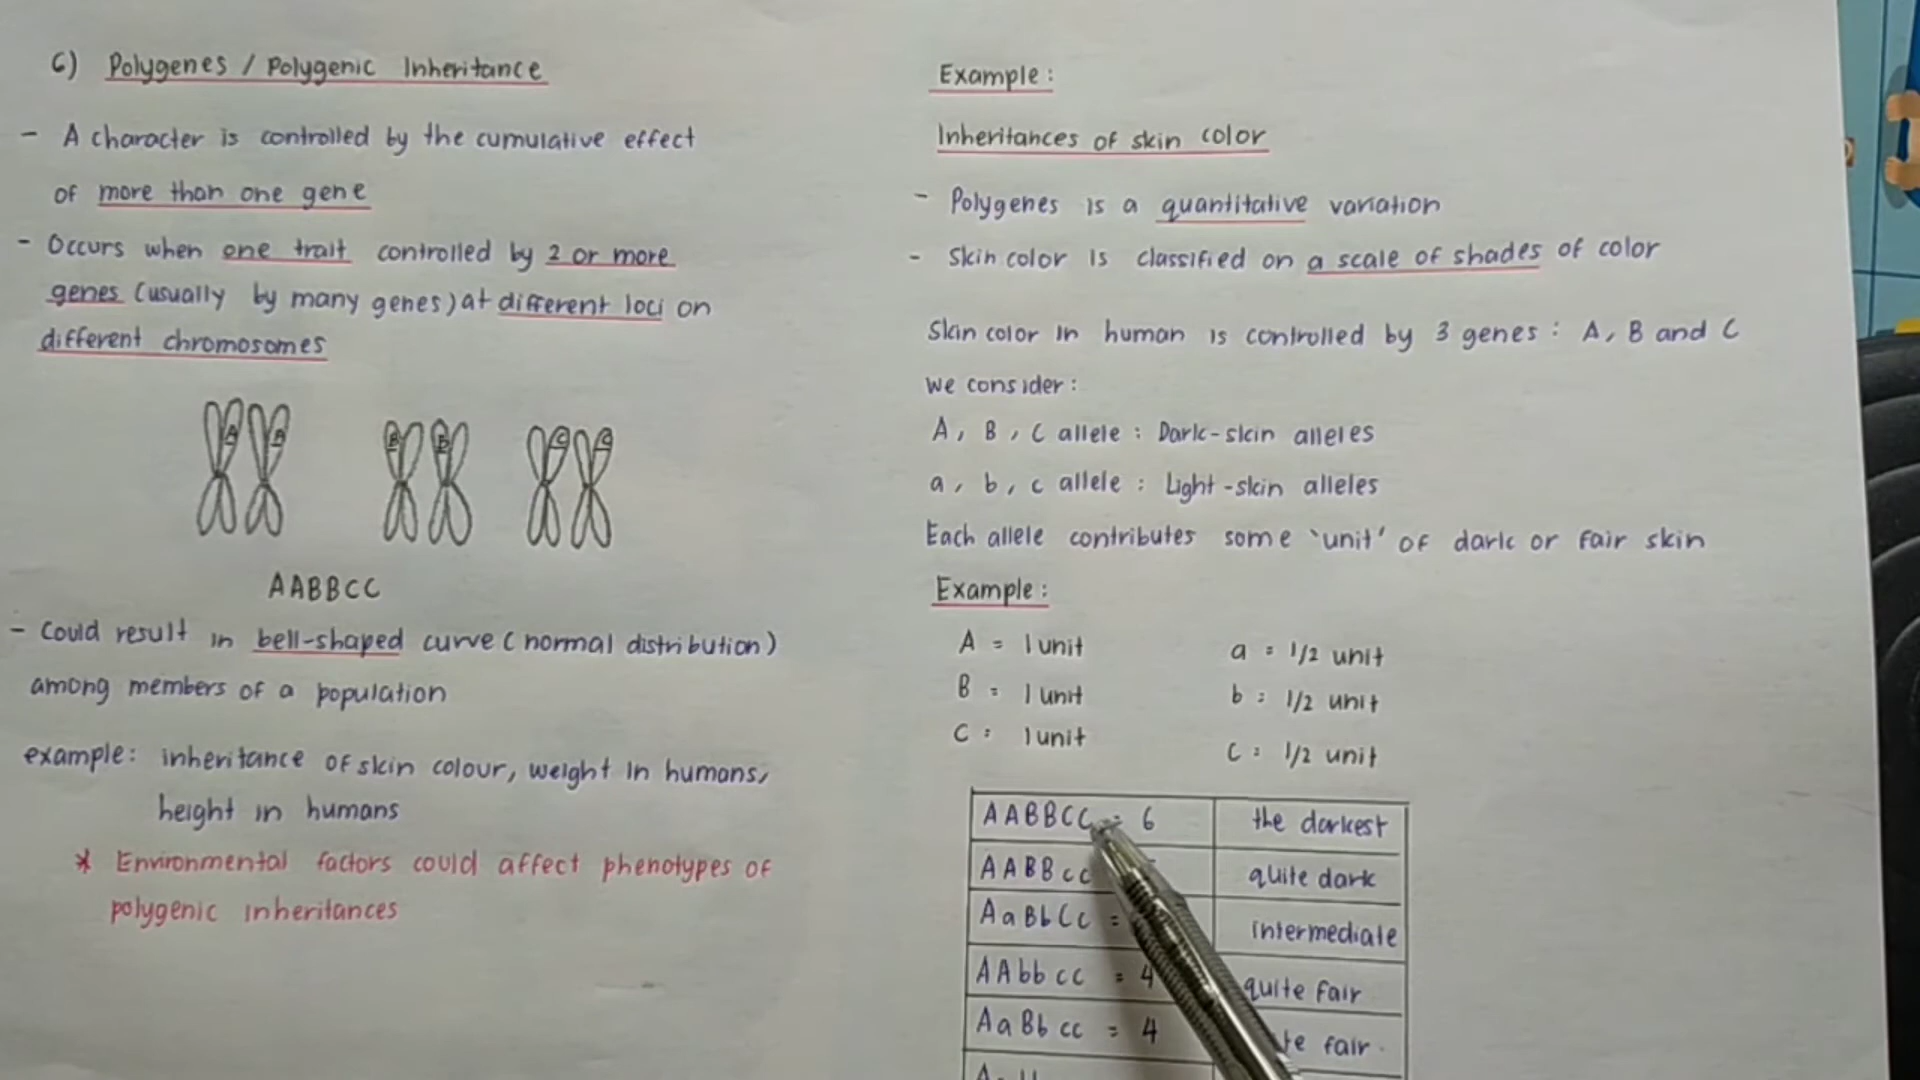 6) Polygenes / Polygenic Inheritance
- A character is controlled by the cumulative effect
of more than one gene
- Occurs when one trait controlled by 2 or more
genes (usually by many genes) at different loci on
different chromosomes
A A B B C C
AABBCC
- Could result in bell-shaped curve (normal distribution)
among members of a population
example: inheritance of skin colour, weight in humans,
height in humans
* Environmental factors could affect phenotypes of
polygenic inheritances
Example:
Inheritances of skin color
- Polygenes is a quantitative variation
- Skin color is classified on a scale of shades of color
Skin color in human is controlled by 3 genes: A, B and C
we consider:
A, B, C allele: Dark-skin alleles
a, b, c allele: Light-skin alleles
Each allele contributes some 'unit' of dark or fair skin
Example:
A = 1 unit a = 1/2 unit
B = 1 unit b = 1/2 unit
C = 1 unit c = 1/2 unit
AABBCC = 6 the darkest
AABBcc quite dark
AaBbCc = intermediate
AAbbcc = 4 quite fair
AaBbcc = 4 fair